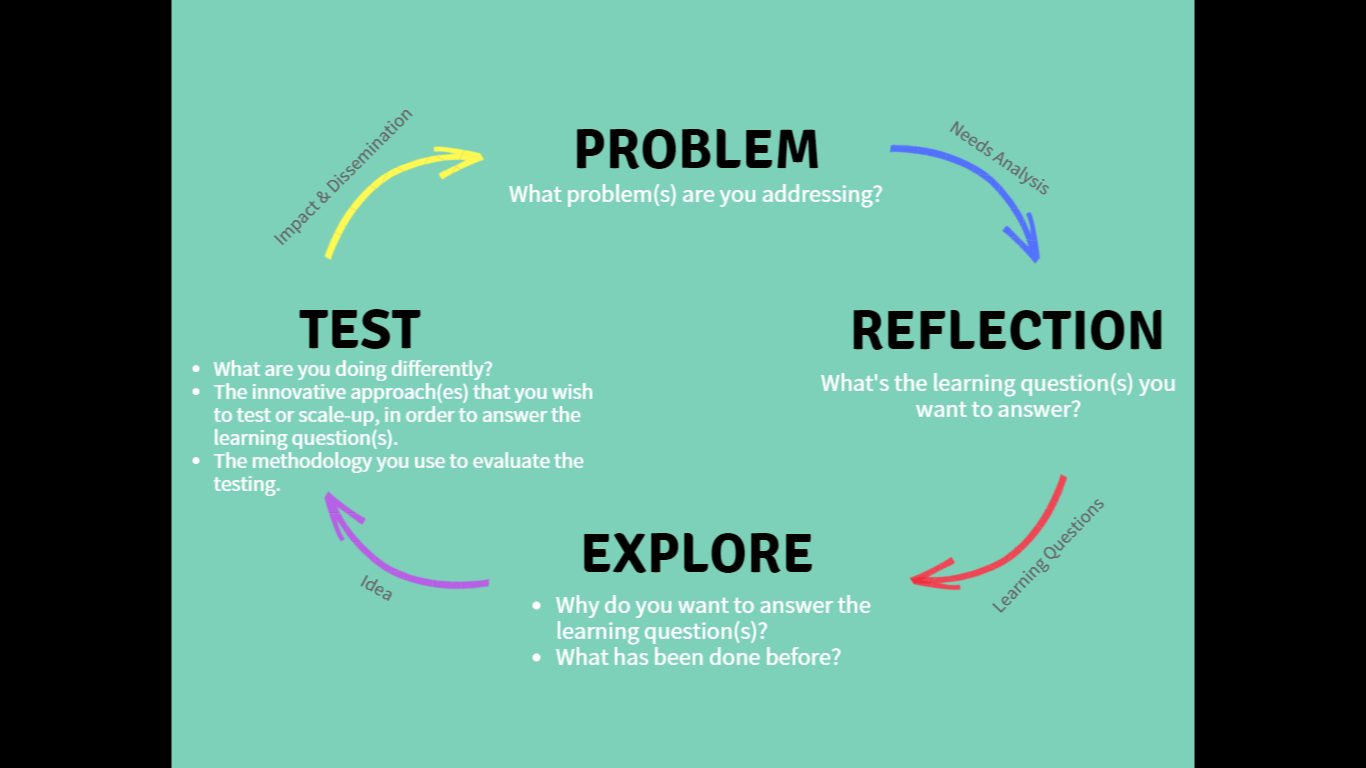 PROBLEM
What problem(s) are you addressing?
Needs Analysis
REFLECTION
What's the learning question(s) you
want to answer?
Learning Questions
EXPLORE
• Why do you want to answer the
learning question(s)?
• What has been done before?
Idea
TEST
• What are you doing differently?
• The innovative approach(es) that you wish
to test or scale-up, in order to answer the
learning question(s).
• The methodology you use to evaluate the
testing.
Impact & Dissemination